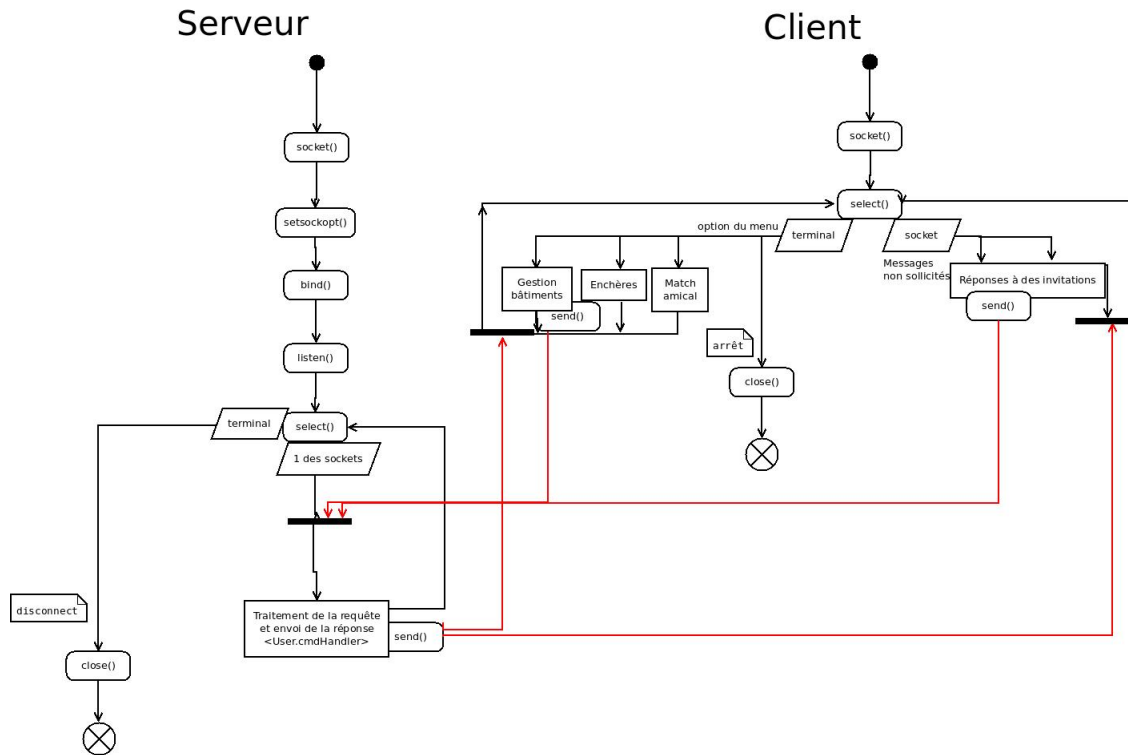 Serveur
Client
socket()
setsockopt()
bind()
listen()
terminal
select()
1 des sockets
disconnect
close()
Traitement de la requête
et envoi de la réponse
<User.cmdHandler>
send()
socket()
select()
option du menu
terminal
socket
Messages
non sollicités
Gestion
bâtiments
Enchères
Match
amical
send()
Réponses à des invitations
send()
arrêt
close()